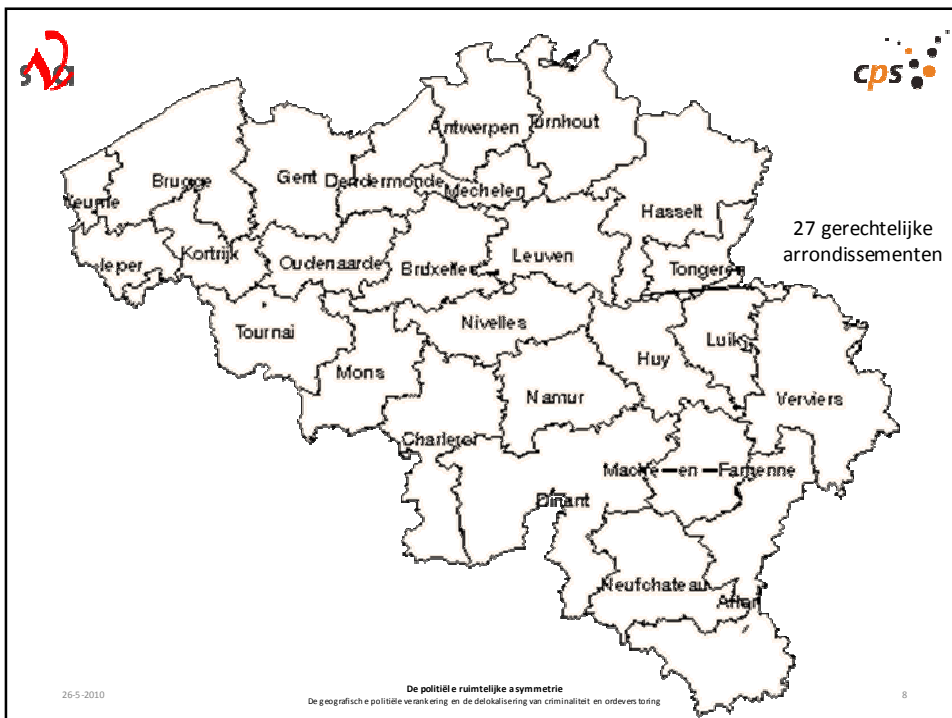 cps
Antwerpen
Turnhout
Brugge
Gent
Dendermonde
Mechelen
Veurne
Hasselt
27 gerechtelijke
arrondissementen
Ieper
Kortrijk
Oudenaarde
Bruxelles
Leuven
Tongeren
Tournai
Nivelles
Luik
Huy
Mons
Namur
Verviers
Charleroi
Marche-en-Famenne
Dinant
Neufchateau
Arlon
26-5-2010
De politiële ruimtelijke asymmetrie
De geografische politiële verankering en de delokalisering van criminaliteit en ordeverstoring
8